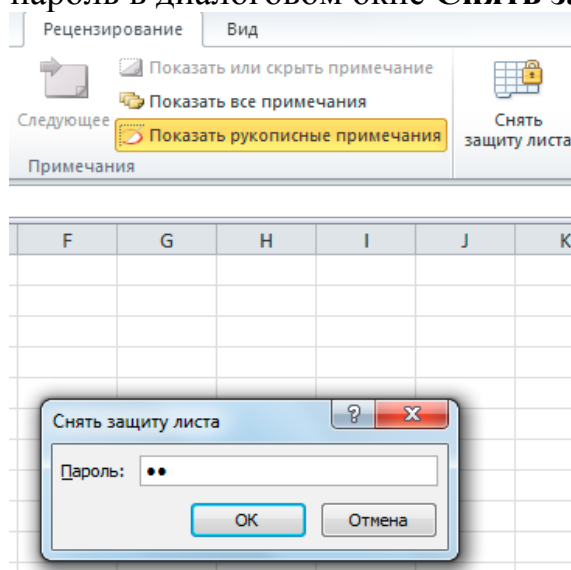 пароль в диалоговом окне Снять за
Рецензирование Вид
Показать или скрыть примечание
Показать все примечания
Следующее
Показать рукописные примечания
Снять
защиту листа
Примечания
F G H I J K
Снять защиту листа
Пароль: ••
ОК Отмена